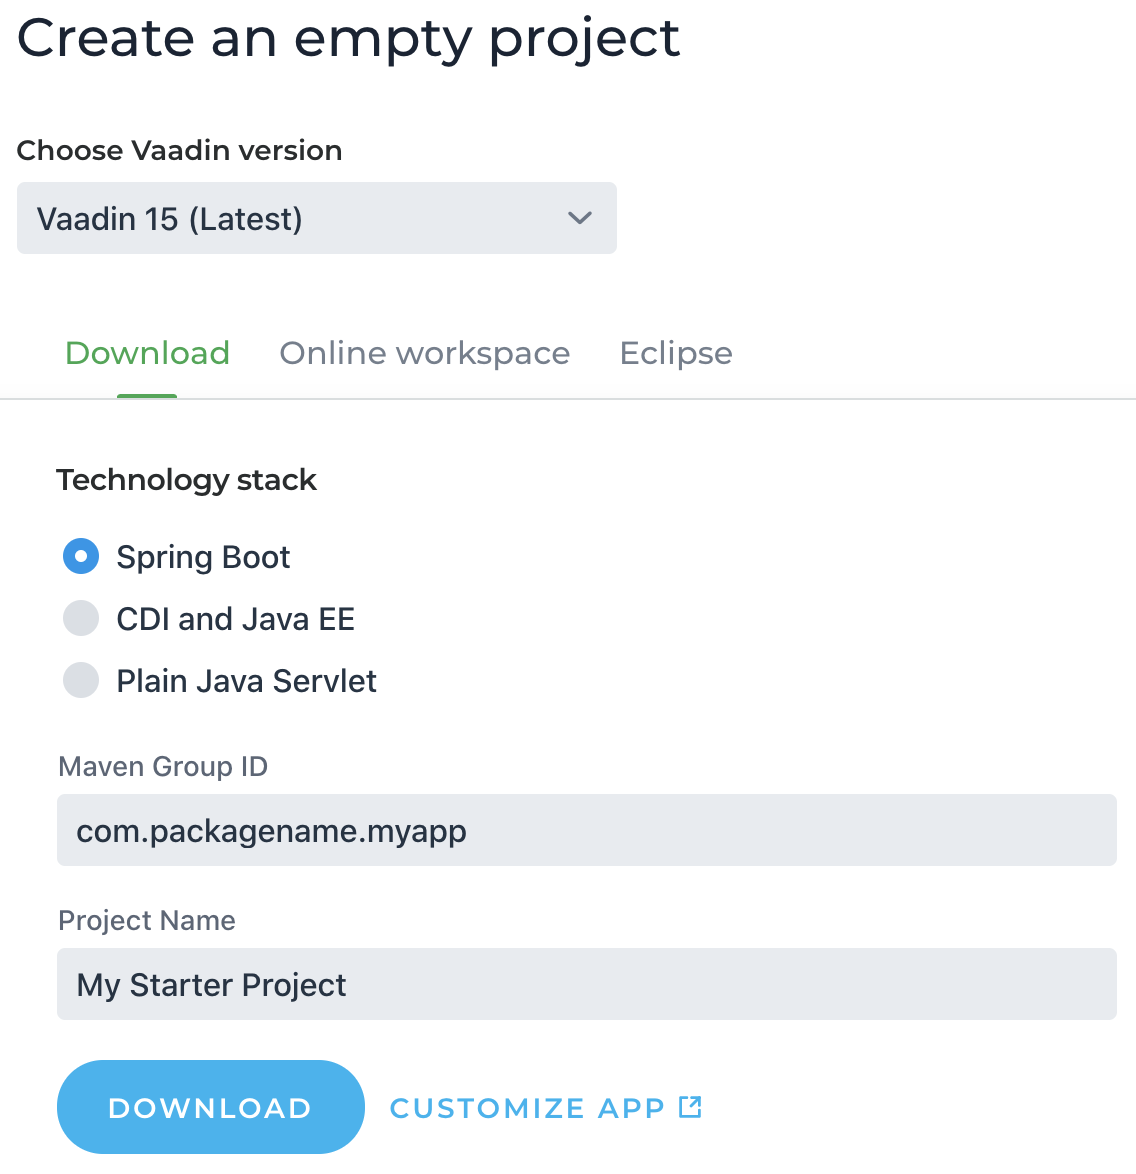 Create an empty project
Choose Vaadin version
Vaadin 15 (Latest)
Download Online workspace Eclipse
Technology stack
Spring Boot
CDI and Java EE
Plain Java Servlet
Maven Group ID
com.packagename.myapp
Project Name
My Starter Project
DOWNLOAD CUSTOMIZE APP